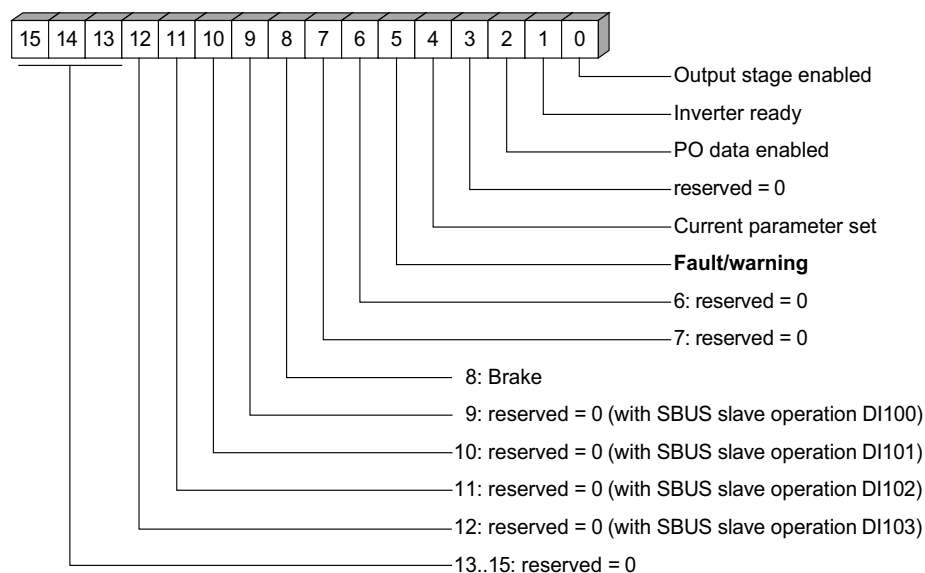 15 14 13 12 11 10 9 8 7 6 5 4 3 2 1 0
Output stage enabled
Inverter ready
PO data enabled
reserved = 0
Current parameter set
Fault/warning
6: reserved = 0
7: reserved = 0
8: Brake
9: reserved = 0 (with SBUS slave operation DI100)
10: reserved = 0 (with SBUS slave operation DI101)
11: reserved = 0 (with SBUS slave operation DI102)
12: reserved = 0 (with SBUS slave operation DI103)
13..15: reserved = 0